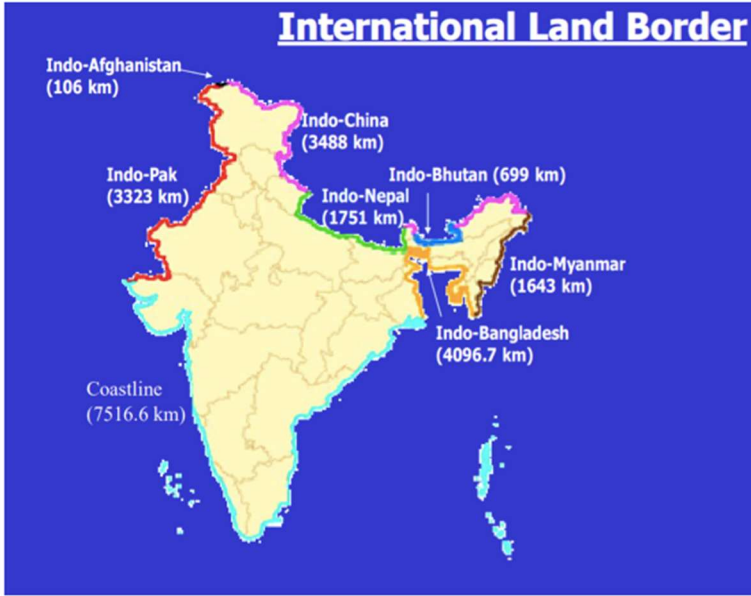 International Land Border
Indo-Afghanistan
(106 km)
Indo-China
(3488 km)
Indo-Pak
(3323 km)
Indo-Bhutan (699 km)
Indo-Nepal
(1751 km)
Indo-Myanmar
(1643 km)
Indo-Bangladesh
(4096.7 km)
Coastline
(7516.6 km)